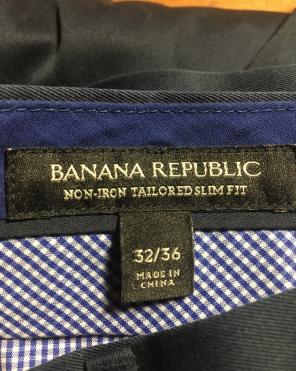 BANANA REPUBLIC
NON-IRON TAILORED SLIM FIT
32/36
MADE IN
CHINA